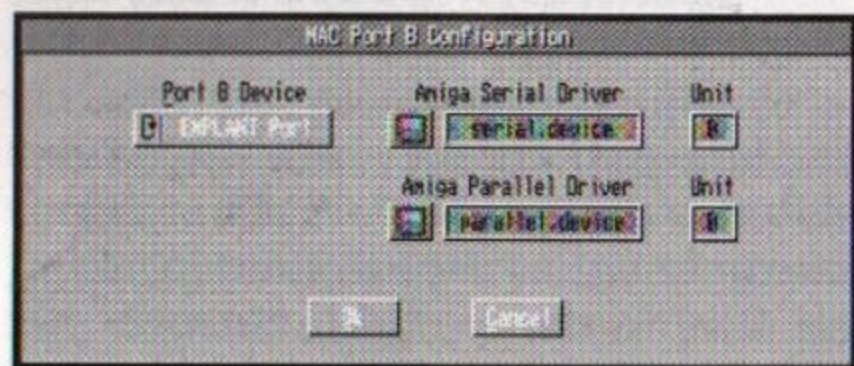 MAC Port B Configuration
Port B Device
EMPLANT Port
Amiga Serial Driver
serial.device
Unit
0
Amiga Parallel Driver
parallel.device
Unit
0
Ok
Cancel